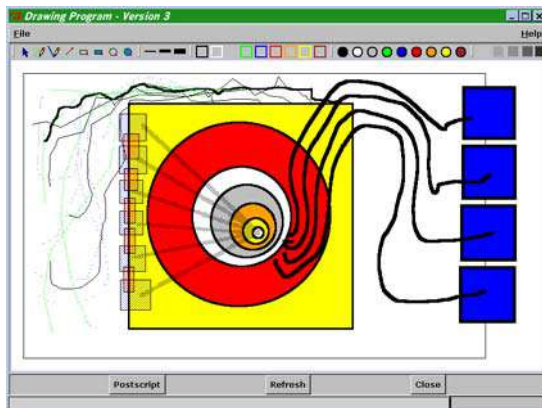 Drawing Program - Version 3
File Help
Postscript Refresh Close